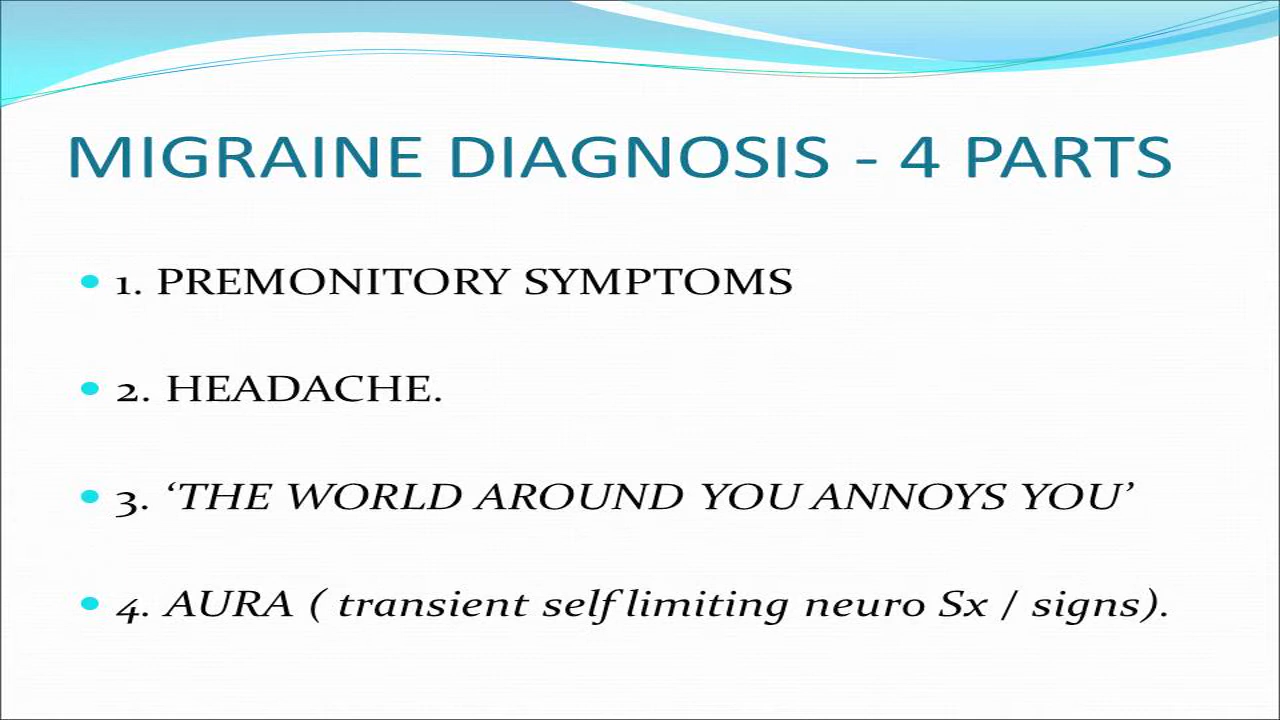 MIGRAINE DIAGNOSIS - 4 PARTS
• 1. PREMONITORY SYMPTOMS
• 2. HEADACHE.
• 3. ‘THE WORLD AROUND YOU ANNOYS YOU’
• 4. AURA ( transient self limiting neuro Sx / signs).